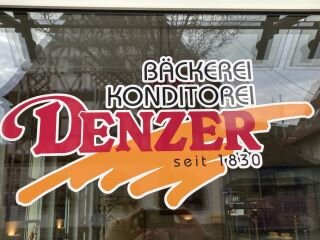 BÄCKEREI
KONDITOREI
DENZER
seit 1830